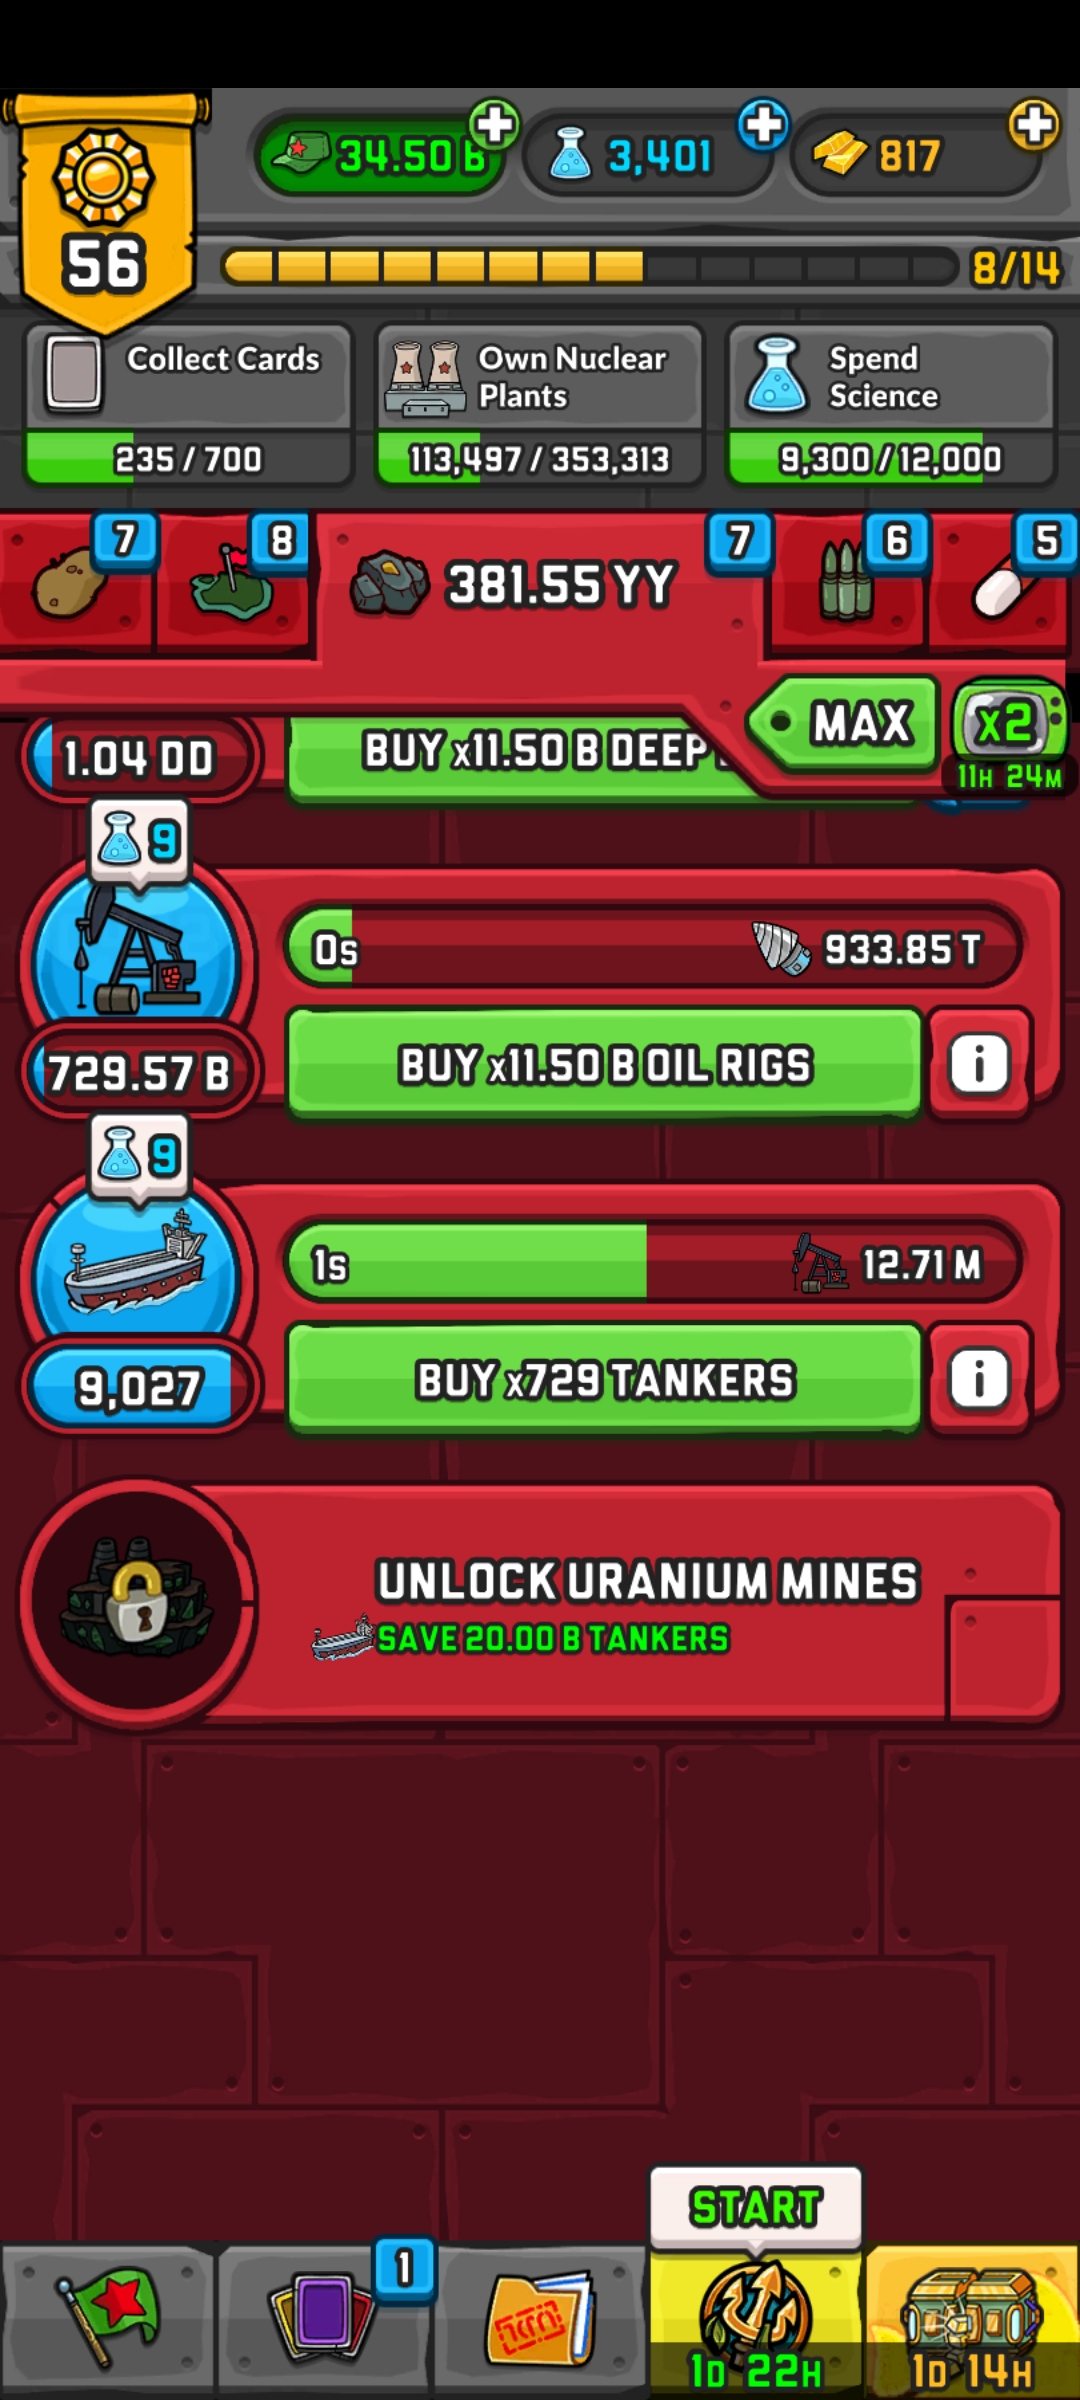 34.50 B
3,401
817
56
8/14
Collect Cards
235 / 700
Own Nuclear
Plants
113,497 / 353,313
Spend
Science
9,300 / 12,000
7
8
381.55 YY
7
6
5
MAX
x2
11H 24M
1.04 DD
BUY x11.50 B DEEP
9
0s
933.85 T
729.57 B
BUY x11.50 B OIL RIGS
i
9
1s
12.71 M
9,027
BUY x729 TANKERS
i
UNLOCK URANIUM MINES
SAVE 20.00 B TANKERS
START
1
1D 22H
1D 14H